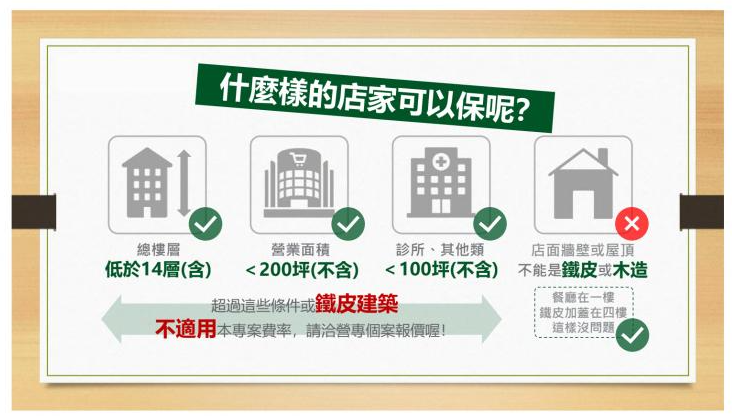 什麼樣的店家可以保呢?
總樓層
低於14層(含)
營業面積
＜200坪(不含)
診所、其他類
＜100坪(不含)
店面牆壁或屋頂
不能是鐵皮或木造
超過這些條件或鐵皮建築
不適用本專案費率，請洽營專個案報價喔!
餐廳在一樓
鐵皮加蓋在四樓
這樣沒問題